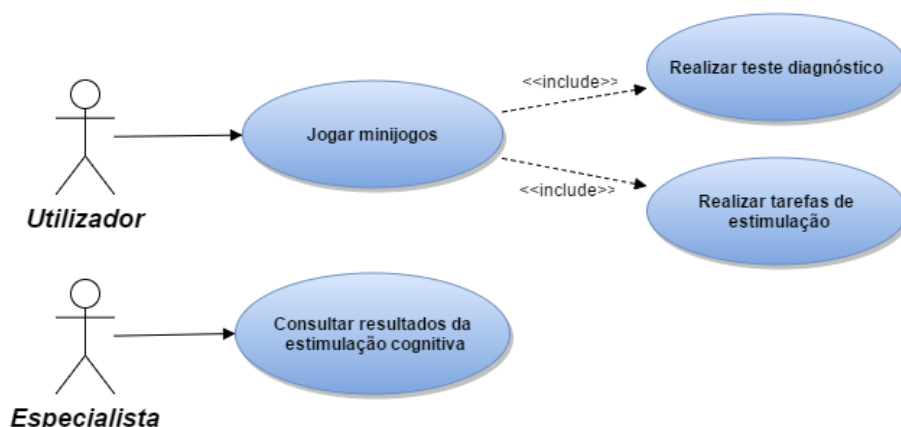 Realizar teste diagnóstico
<<include>>
Jogar minijogos
<<include>>
Realizar tarefas de
estimulação
Utilizador
Consultar resultados da
estimulação cognitiva
Especialista